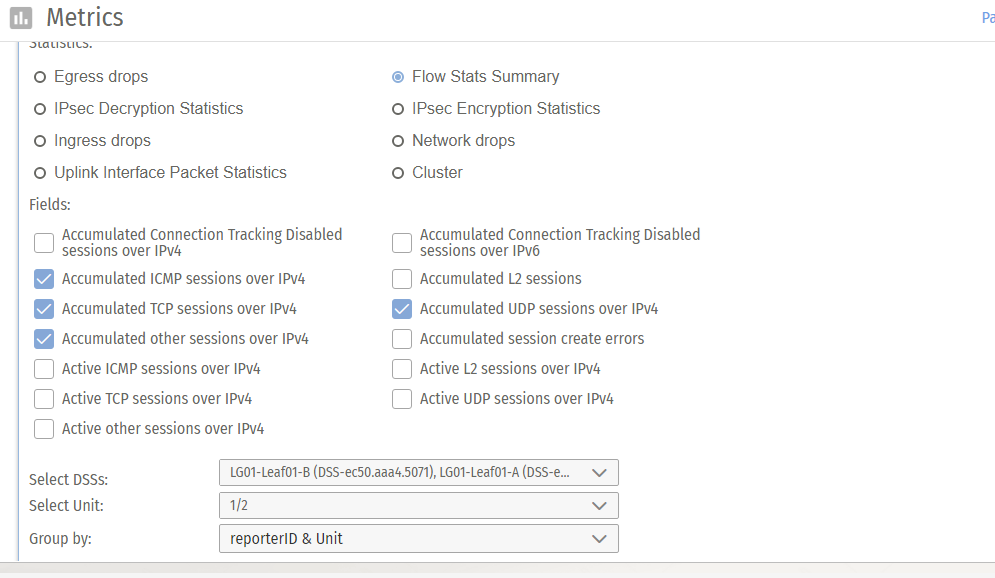 Metrics
Pa
Statistics:
Egress drops
Flow Stats Summary
IPsec Decryption Statistics
IPsec Encryption Statistics
Ingress drops
Network drops
Uplink Interface Packet Statistics
Cluster
Fields:
Accumulated Connection Tracking Disabled
sessions over IPv4
Accumulated Connection Tracking Disabled
sessions over IPv6
Accumulated ICMP sessions over IPv4
Accumulated L2 sessions
Accumulated TCP sessions over IPv4
Accumulated UDP sessions over IPv4
Accumulated other sessions over IPv4
Accumulated session create errors
Active ICMP sessions over IPv4
Active L2 sessions over IPv4
Active TCP sessions over IPv4
Active UDP sessions over IPv4
Active other sessions over IPv4
Select DSSs:
LG01-Leaf01-B (DSS-ec50.aaa4.5071), LG01-Leaf01-A (DSS-e...
Select Unit:
1/2
Group by:
reporterID & Unit